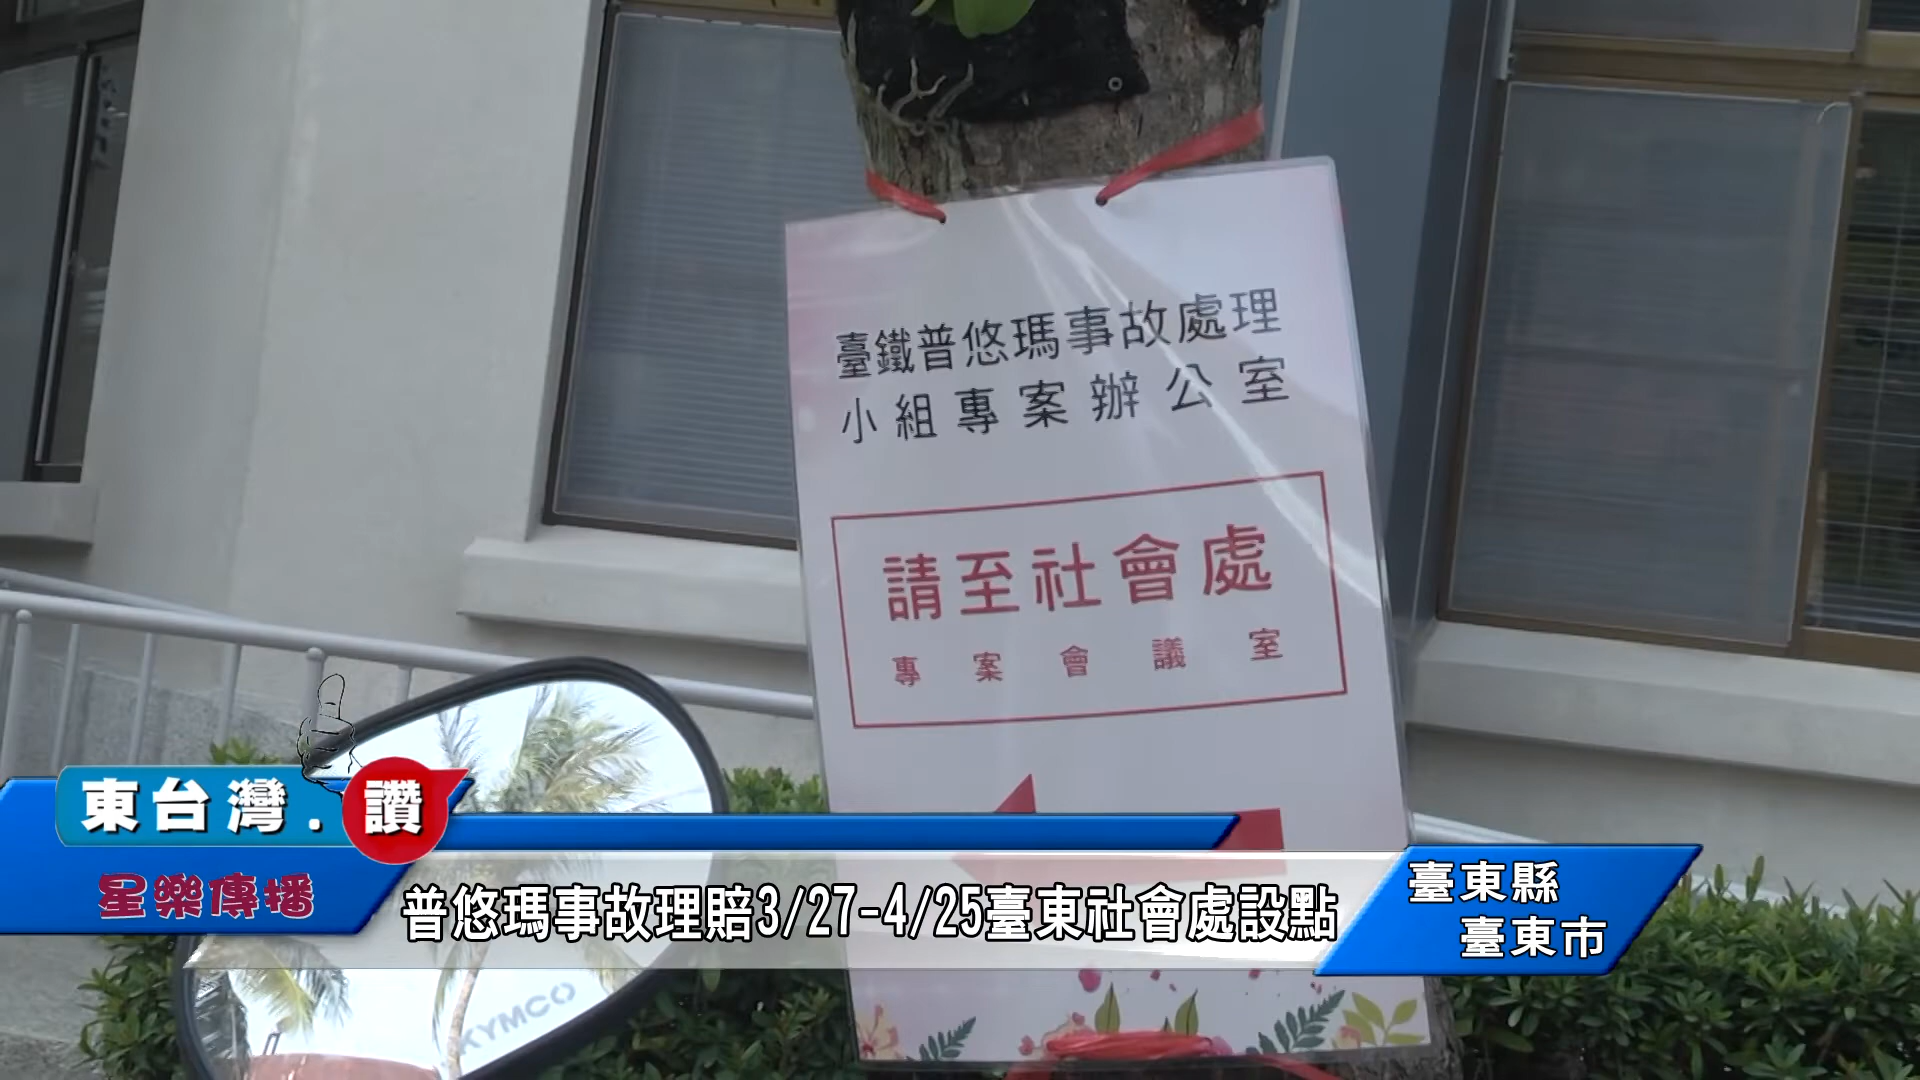 臺鐵普悠瑪事故處理
小組專案辦公室
請至社會處
專案會議室
東台灣.讚
星樂傳播
普悠瑪事故理賠3/27-4/25臺東社會處設點
臺東縣
臺東市
KYMCO